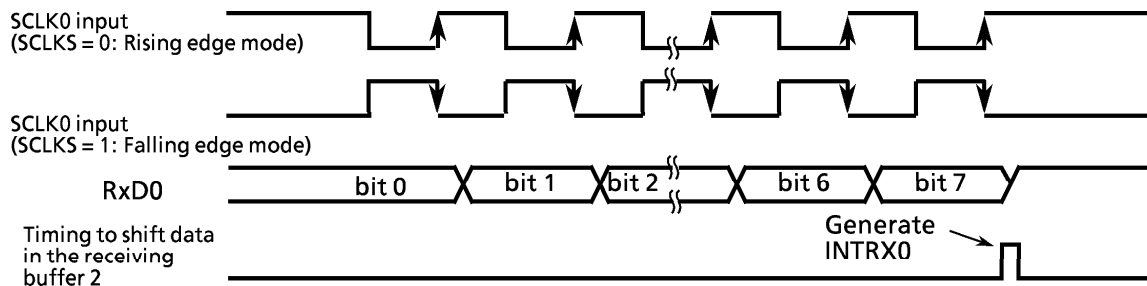 SCLK0 input
(SCLKS = 0: Rising edge mode)
SCLK0 input
(SCLKS = 1: Falling edge mode)
RxD0
bit 0
bit 1
bit 2
bit 6
bit 7
Timing to shift data
in the receiving
buffer 2
Generate
INTRX0